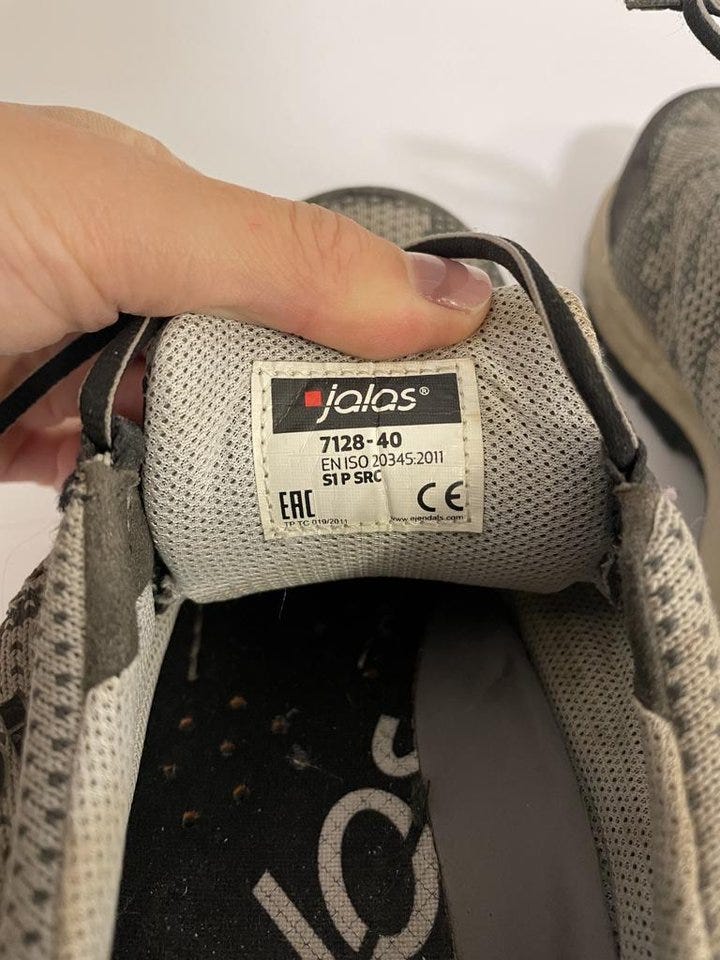 jalas®
7128-40
EN ISO 20345:2011
S1 P SRC
EAC CE
TP TC 019/2011 www.ejendals.com